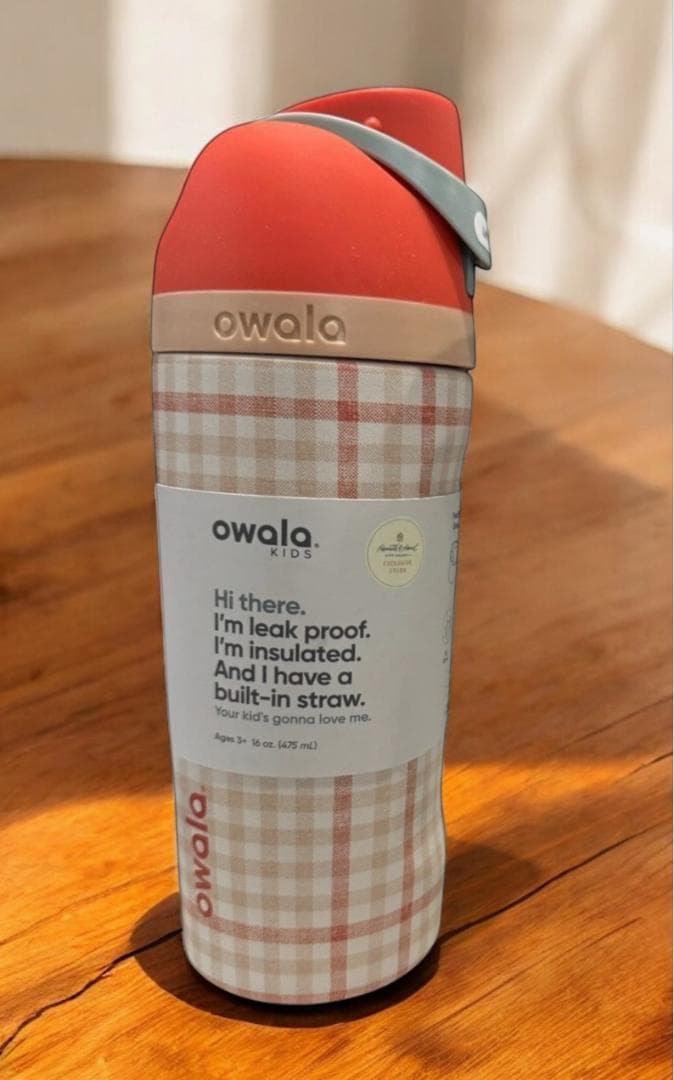 owala
owala
KIDS
EXCLUSIVE
Hi there.
I'm leak proof.
I'm insulated.
And I have a
built-in straw.
Your kid's gonna love me.
Ages 3+ 16 oz. (475 mL)
owala